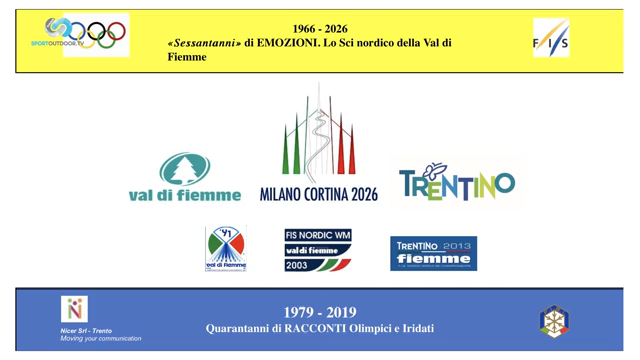 SPORTOUTDOOR.TV
1966 - 2026
«Sessantanni» di EMOZIONI. Lo Sci nordico della Val di
Fiemme
F I S
val di fiemme
MILANO CORTINA 2026
TRENTINO
'91
val di Fiemme
FIS NORDIC WM
val di fiemme
2003
TRENTINO 2013
fiemme
1979 - 2019
Quarantanni di RACCONTI Olimpici e Iridati
N
Nicer Srl - Trento
Moving your communication